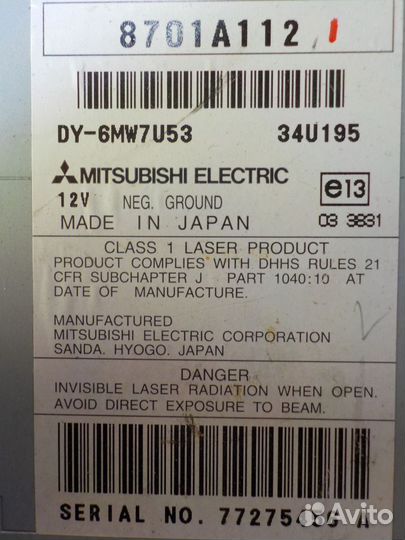 8701A112 1
DY-6MW7U53 34U195
MITSUBISHI ELECTRIC
e13
12V NEG. GROUND
MADE IN JAPAN 03 3831
CLASS 1 LASER PRODUCT
PRODUCT COMPLIES WITH DHHS RULES 21
CFR SUBCHAPTER J PART 1040:10 AT
DATE OF MANUFACTURE.
MANUFACTURED
MITSUBISHI ELECTRIC CORPORATION
SANDA. HYOGO. JAPAN
DANGER
INVISIBLE LASER RADIATION WHEN OPEN.
AVOID DIRECT EXPOSURE TO BEAM.
SERIAL NO.
Avito